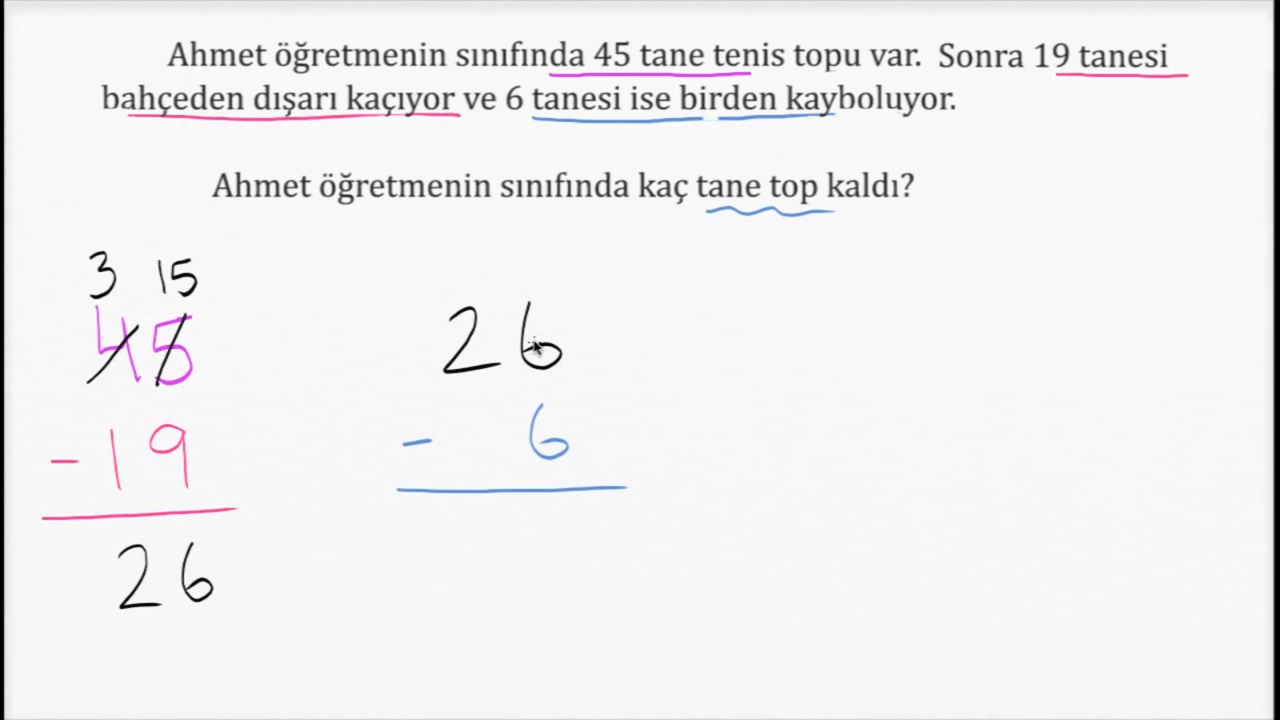 Ahmet öğretmenin sınıfında 45 tane tenis topu var. Sonra 19 tanesi
bahçeden dışarı kaçıyor ve 6 tanesi ise birden kayboluyor.
Ahmet öğretmenin sınıfında kaç tane top kaldı?
3 15
45
- 19
26
26
- 6